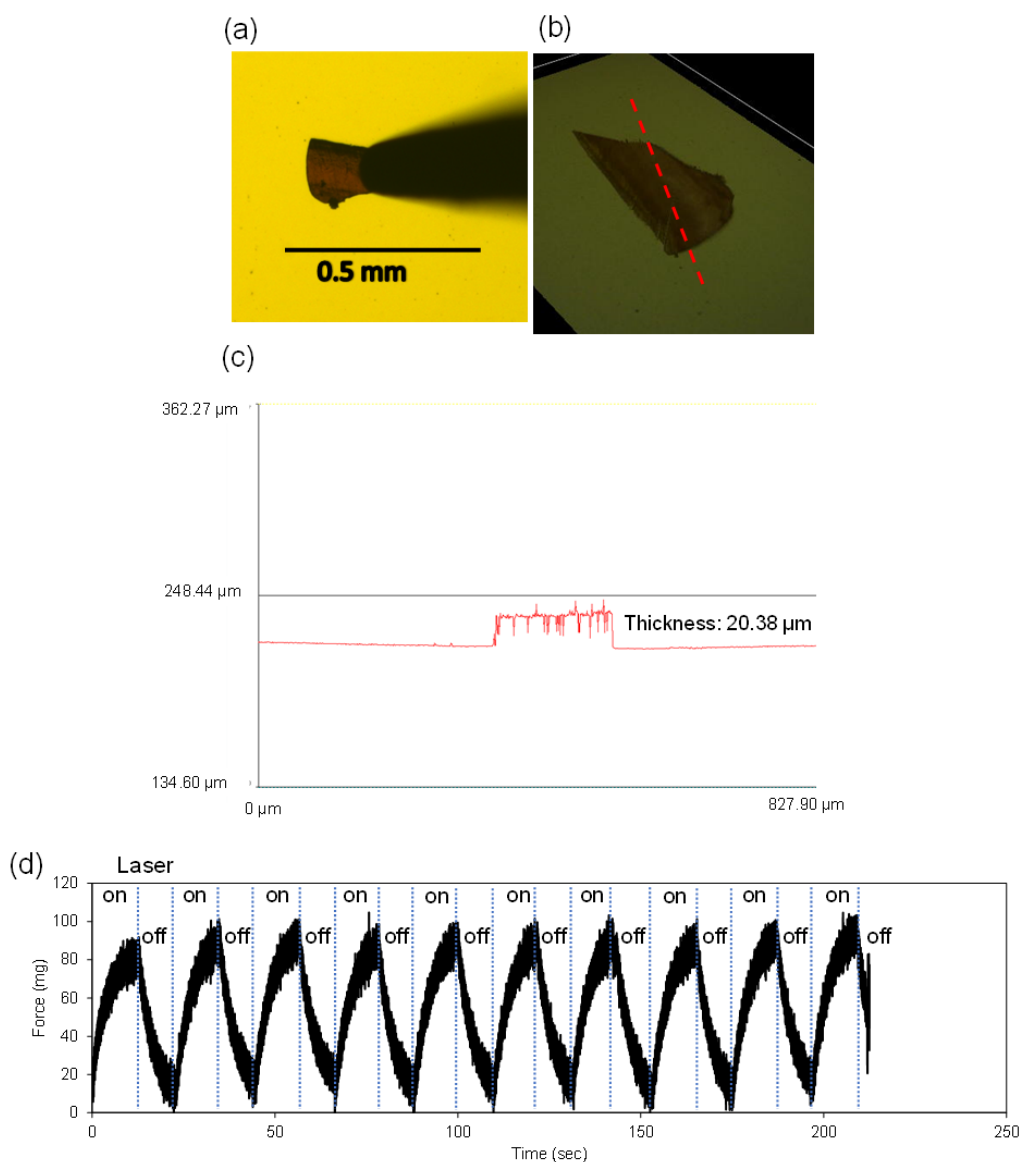 (a)
(b)
0.5 mm
(c)
362.27 µm
248.44 µm
Thickness: 20.38 µm
134.60 µm
0 µm
827.90 µm
(d)
Laser
120
100
80
60
40
20
0
Force (mg)
on on on on on on on on on on
off off off off off off off off off off
0 50 100 150 200 250
Time (sec)